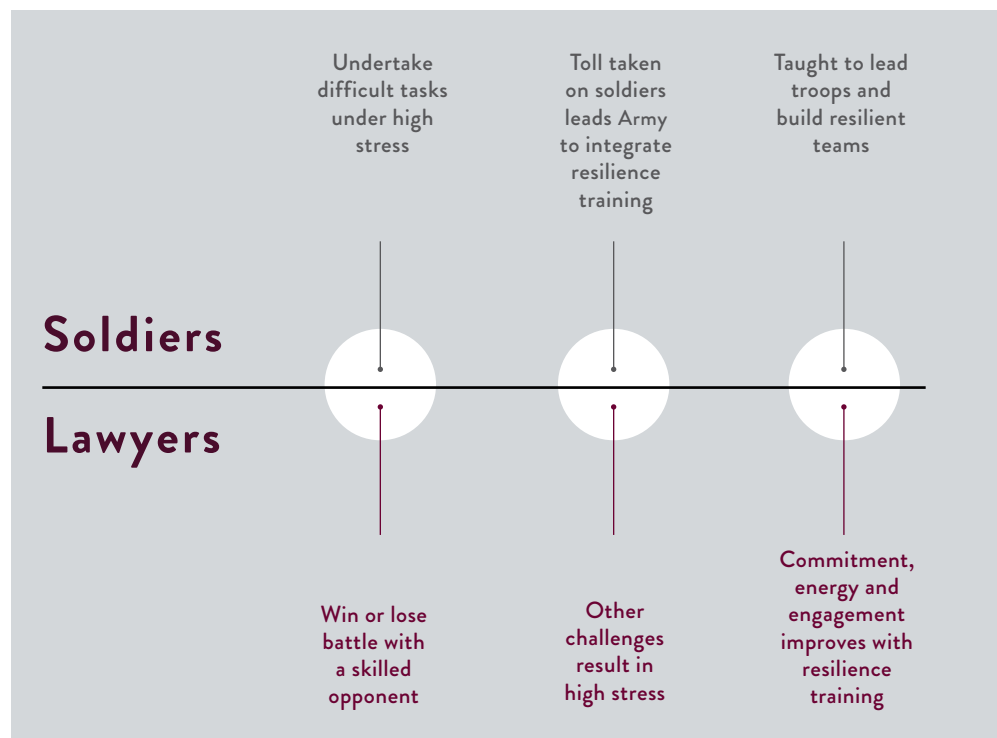 Undertake
difficult tasks
under high
stress
Toll taken
on soldiers
leads Army
to integrate
resilience
training
Taught to lead
troops and
build resilient
teams
Soldiers
Lawyers
Win or lose
battle with
a skilled
opponent
Other
challenges
result in
high stress
Commitment,
energy and
engagement
improves with
resilience
training